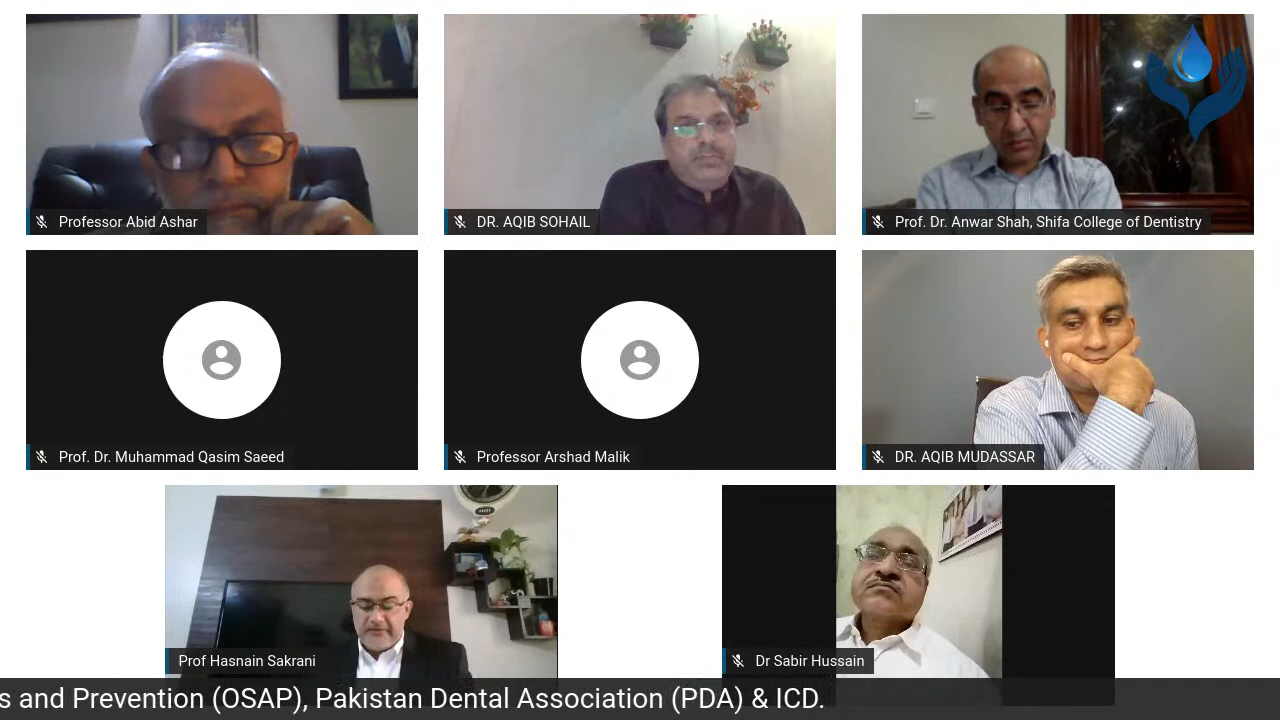 Professor Abid Ashar
DR. AQIB SOHAIL
Prof. Dr. Anwar Shah, Shifa College of Dentistry
Prof. Dr. Muhammad Qasim Saeed
Professor Arshad Malik
DR. AQIB MUDASSAR
Prof Hasnain Sakrani
Dr Sabir Hussain
s and Prevention (OSAP), Pakistan Dental Association (PDA) & ICD.